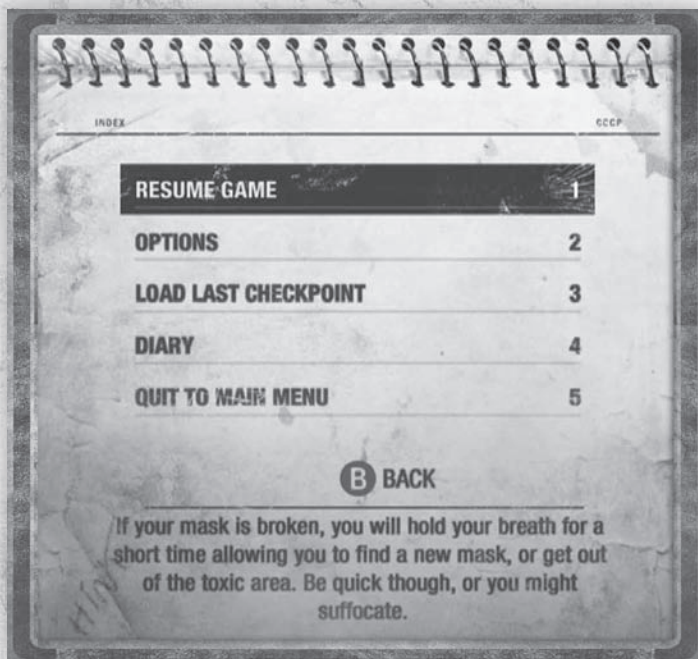 INDEX CCCP
RESUME GAME 1
OPTIONS 2
LOAD LAST CHECKPOINT 3
DIARY 4
QUIT TO MAIN MENU 5
B BACK
If your mask is broken, you will hold your breath for a
short time allowing you to find a new mask, or get out
of the toxic area. Be quick though, or you might
suffocate.